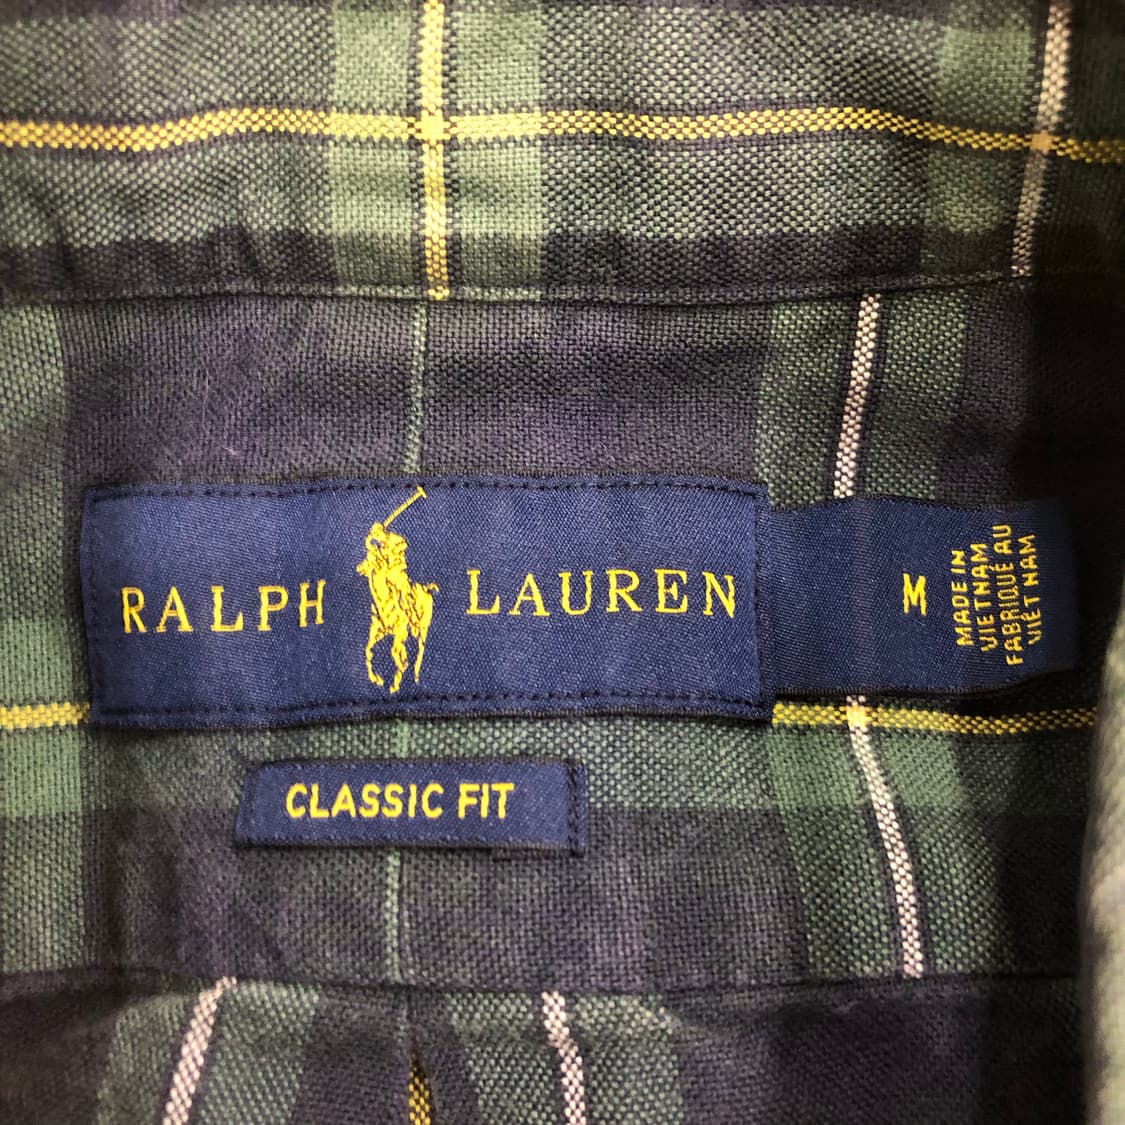 RALPH LAUREN
M
MADE IN
VIETNAM
FABRIQUÉ AU
VIÊT NAM
CLASSIC FIT